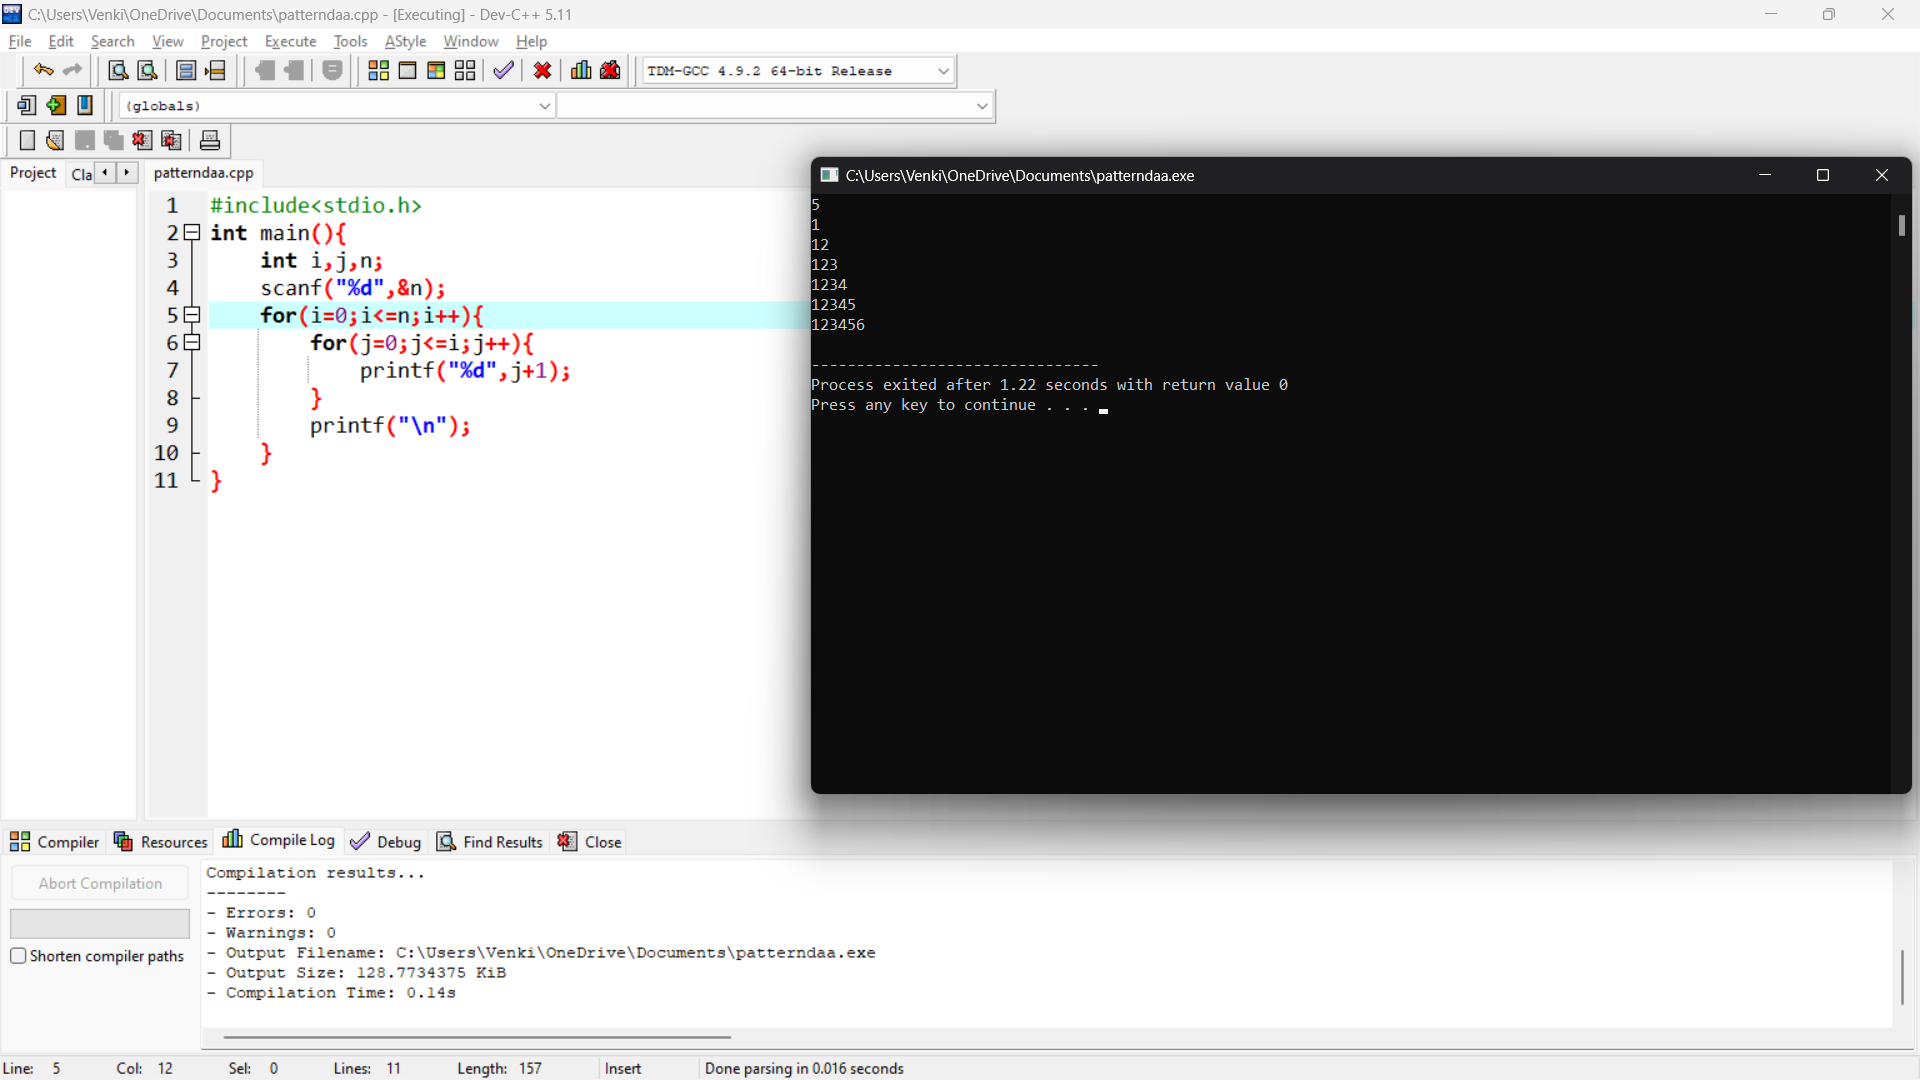 C:\Users\Venki\OneDrive\Documents\patterndaa.cpp - [Executing] - Dev-C++ 5.11
File Edit Search View Project Execute Tools AStyle Window Help
TDM-GCC 4.9.2 64-bit Release
(globals)
Project Cla patterndaa.cpp
1 #include<stdio.h>
2 int main(){
3 int i,j,n;
4 scanf("%d",&n);
5 for(i=0;i<=n;i++){
6 for(j=0;j<=i;j++){
7 printf("%d",j+1);
8 }
9 printf("\n");
10 }
11 }
C:\Users\Venki\OneDrive\Documents\patterndaa.exe
5
1
12
123
1234
12345
123456
--------------------------------
Process exited after 1.22 seconds with return value 0
Press any key to continue . . .
Compiler Resources Compile Log Debug Find Results Close
Abort Compilation
Shorten compiler paths
Compilation results...
--------
- Errors: 0
- Warnings: 0
- Output Filename: C:\Users\Venki\OneDrive\Documents\patterndaa.exe
- Output Size: 128.7734375 KiB
- Compilation Time: 0.14s
Line: 5 Col: 12 Sel: 0 Lines: 11 Length: 157 Insert Done parsing in 0.016 seconds